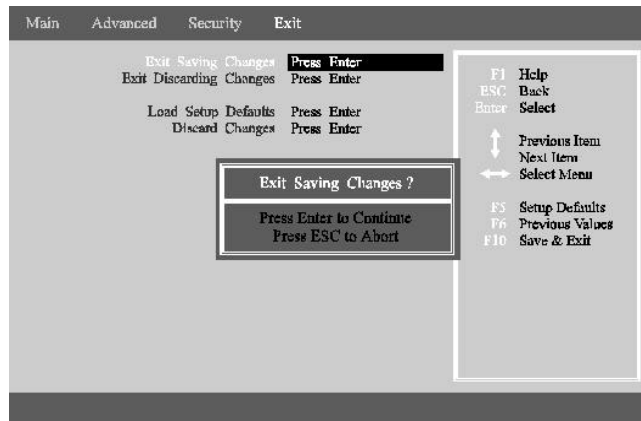 Main Advanced Security Exit
Exit Saving Changes Press Enter
Exit Discarding Changes Press Enter
Load Setup Defaults Press Enter
Discard Changes Press Enter
Exit Saving Changes ?
Press Enter to Continue
Press ESC to Abort
F1 Help
ESC Back
Enter Select
Previous Item
Next Item
Select Menu
F5 Setup Defaults
F6 Previous Values
F10 Save & Exit